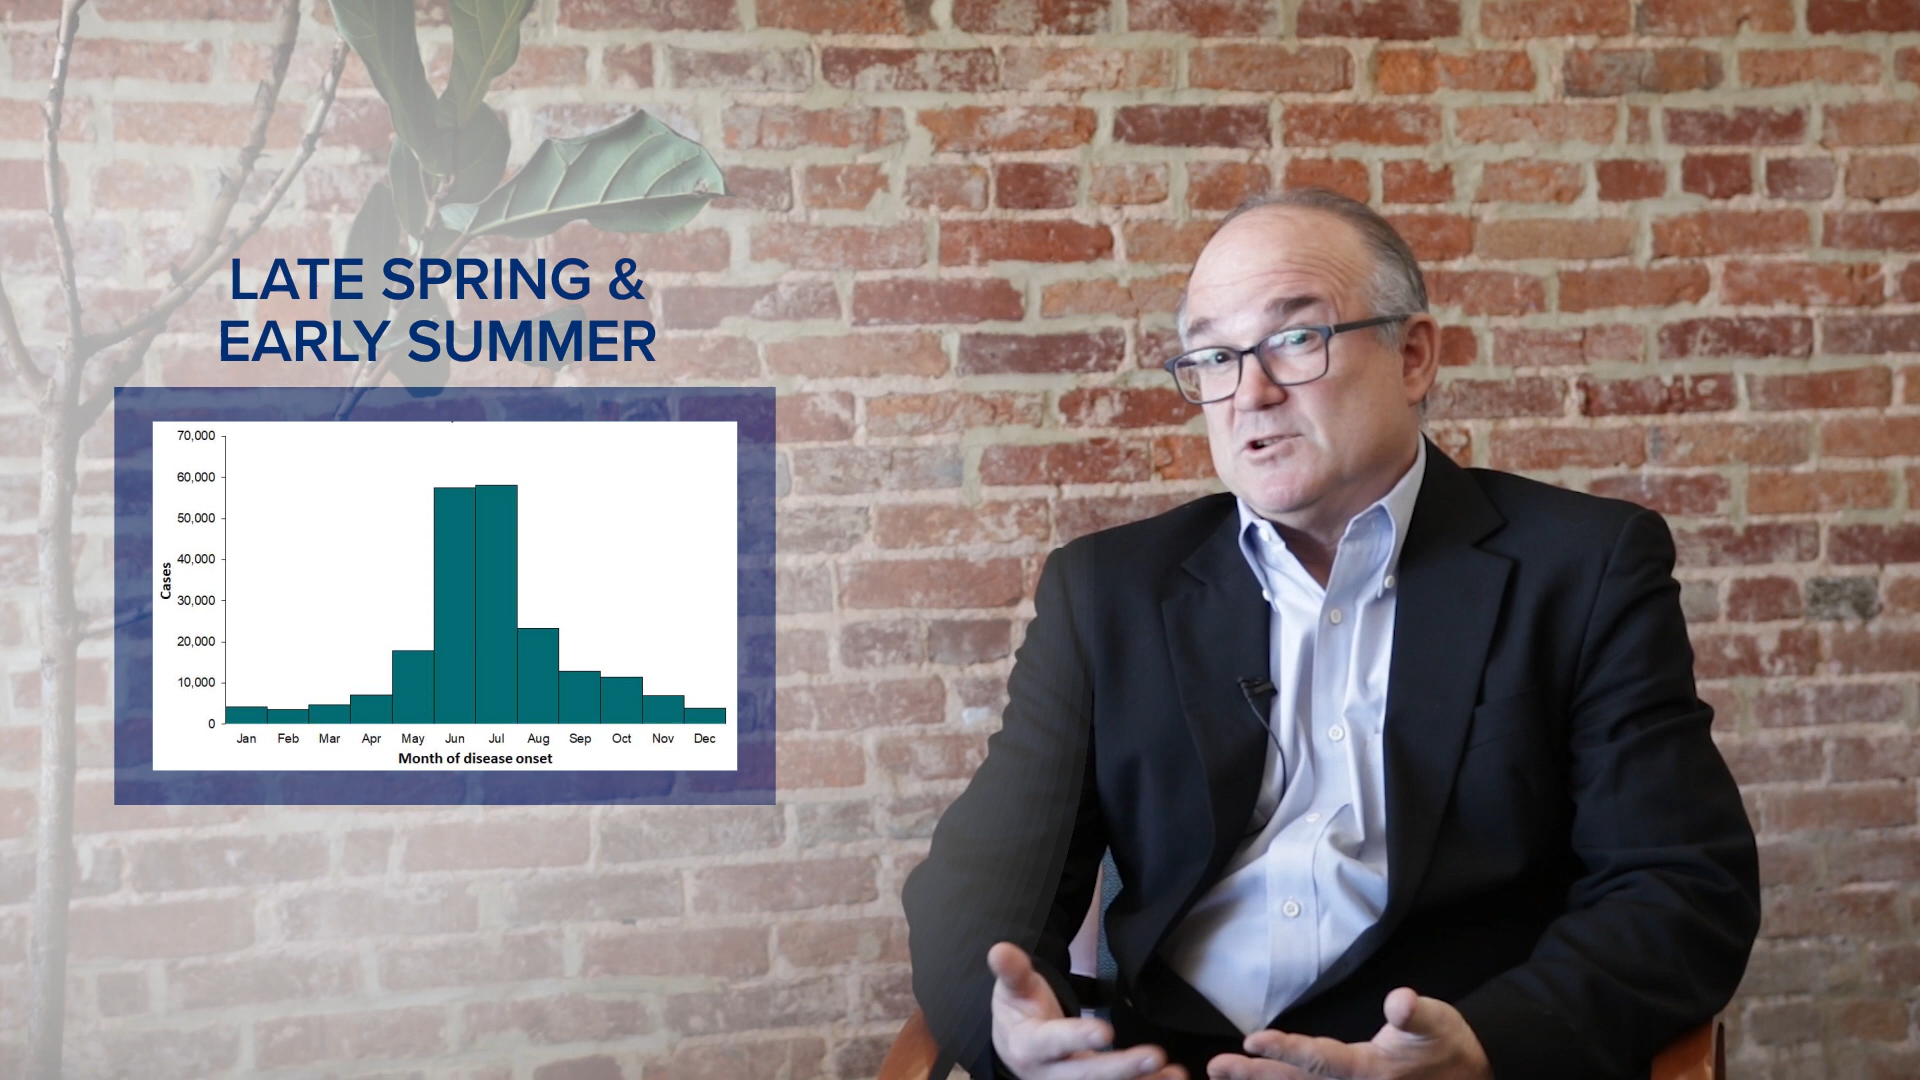 LATE SPRING &
EARLY SUMMER
70,000
60,000
50,000
40,000
30,000
20,000
10,000
0
Cases
Jan Feb Mar Apr May Jun Jul Aug Sep Oct Nov Dec
Month of disease onset